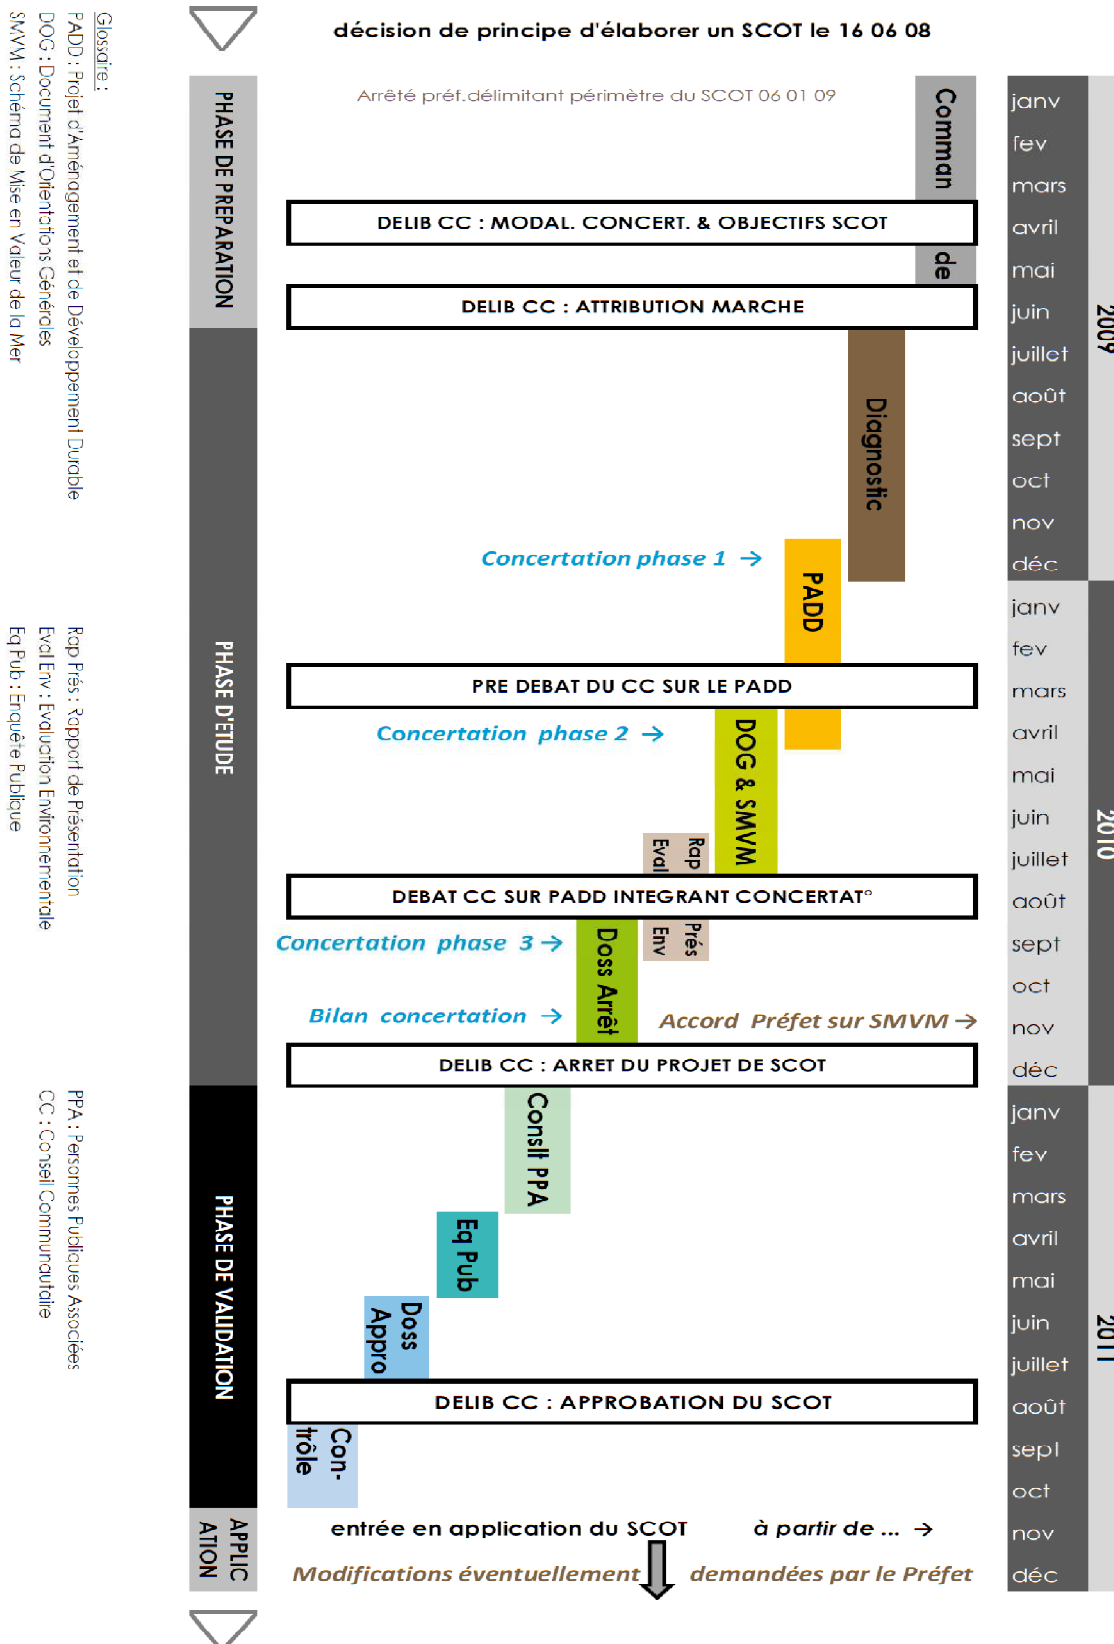 décision de principe d'élaborer un SCOT le 16 06 08
Arrêté préf.délimitant périmètre du SCOT 06 01 09
Comman
de
DELIB CC : MODAL. CONCERT. & OBJECTIFS SCOT
DELIB CC : ATTRIBUTION MARCHE
Diagnostic
Concertation phase 1 →
PADD
PRE DEBAT DU CC SUR LE PADD
Concertation phase 2 →
DOG & SMVM
Rap
Eval
DEBAT CC SUR PADD INTEGRANT CONCERTAT°
Prés
Env
Concertation phase 3 →
Doss Arrêt
Bilan concertation →
Accord Préfet sur SMVM →
DELIB CC : ARRET DU PROJET DE SCOT
Conslt PPA
Eq Pub
Doss
Appro
DELIB CC : APPROBATION DU SCOT
Con-
trôle
entrée en application du SCOT à partir de ... →
Modifications éventuellement demandées par le Préfet
PHASE DE PREPARATION
PHASE D'ETUDE
PHASE DE VALIDATION
APPLIC
ATION
2009
janv
fev
mars
avril
mai
juin
juillet
août
sept
oct
nov
déc
2010
janv
fev
mars
avril
mai
juin
juillet
août
sept
oct
nov
déc
2011
janv
fev
mars
avril
mai
juin
juillet
août
sept
oct
nov
déc
Glossaire :
PADD : Projet d'Aménagement et de Développement Durable
DOG : Document d'Orientations Générales
SMVM : Schéma de Mise en Valeur de la Mer
Rap Prés : Rapport de Présentation
Eval Env : Evaluation Environnementale
Eq Pub : Enquête Publique
PPA : Personnes Publiques Associées
CC : Conseil Communautaire